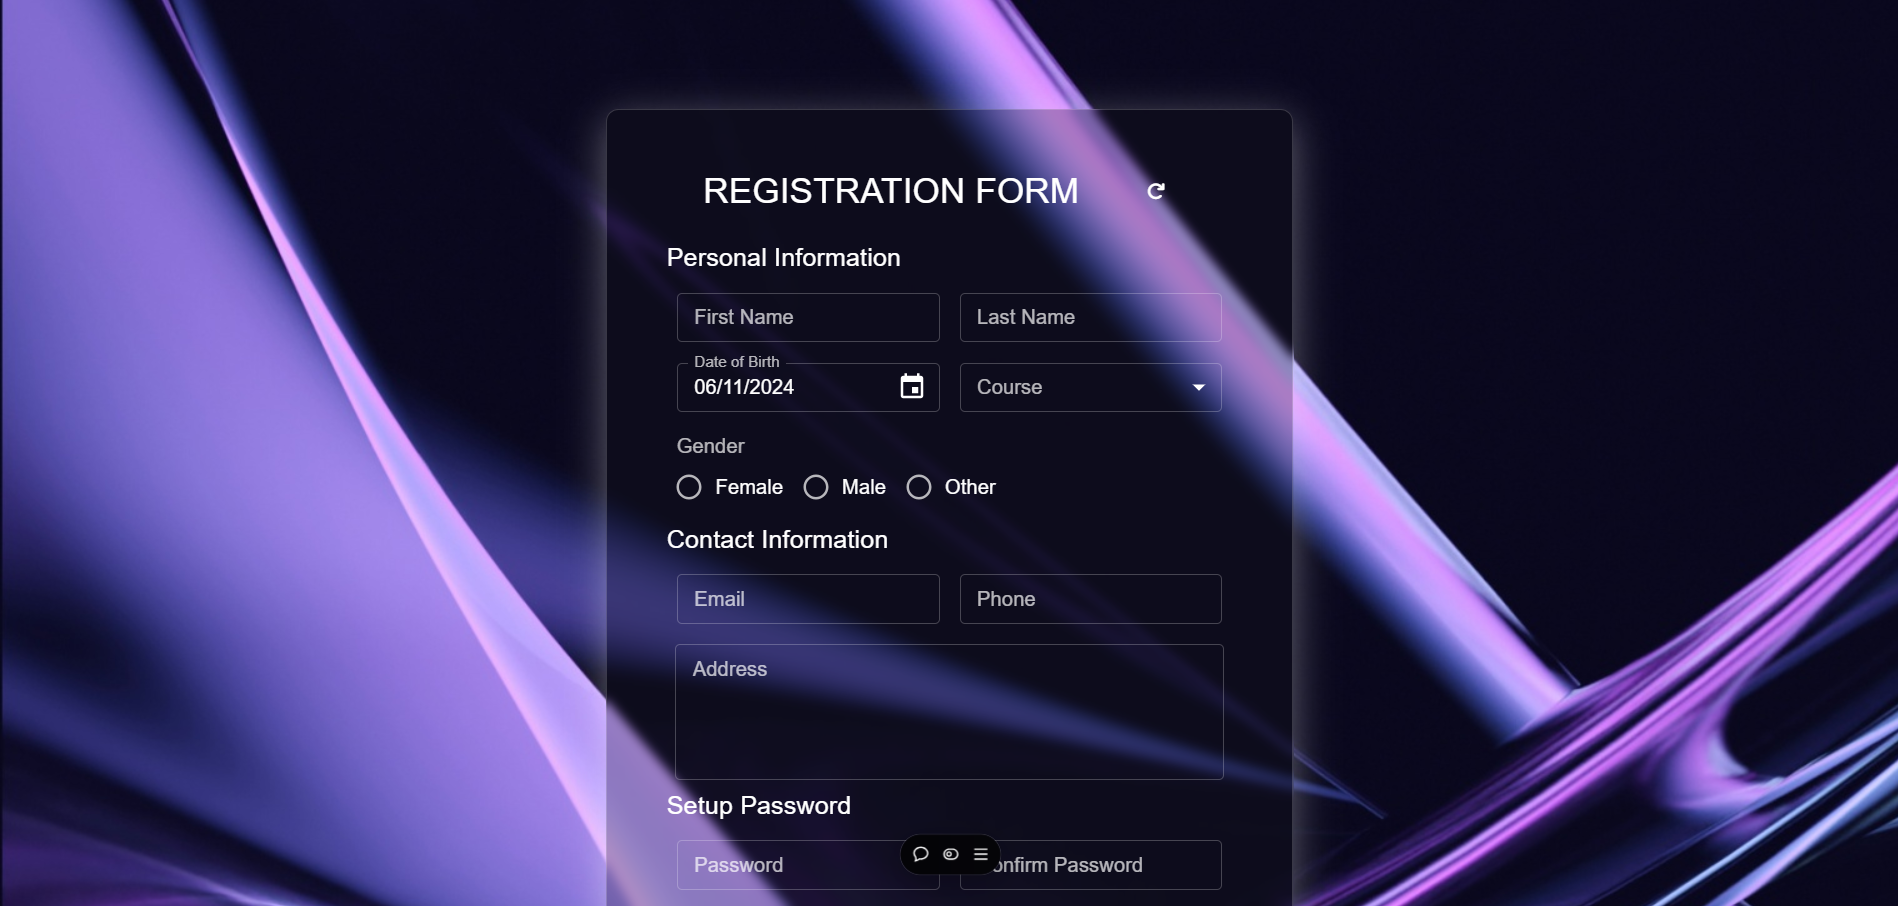 REGISTRATION FORM
Personal Information
First Name
Last Name
Date of Birth
06/11/2024
Course
Gender
Female Male Other
Contact Information
Email
Phone
Address
Setup Password
Password
onfirm Password